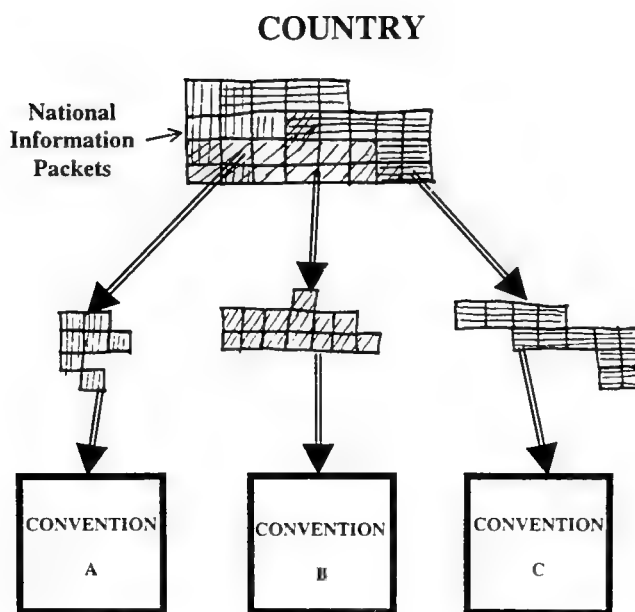 COUNTRY
National
Information
Packets
CONVENTION
A
CONVENTION
B
CONVENTION
C